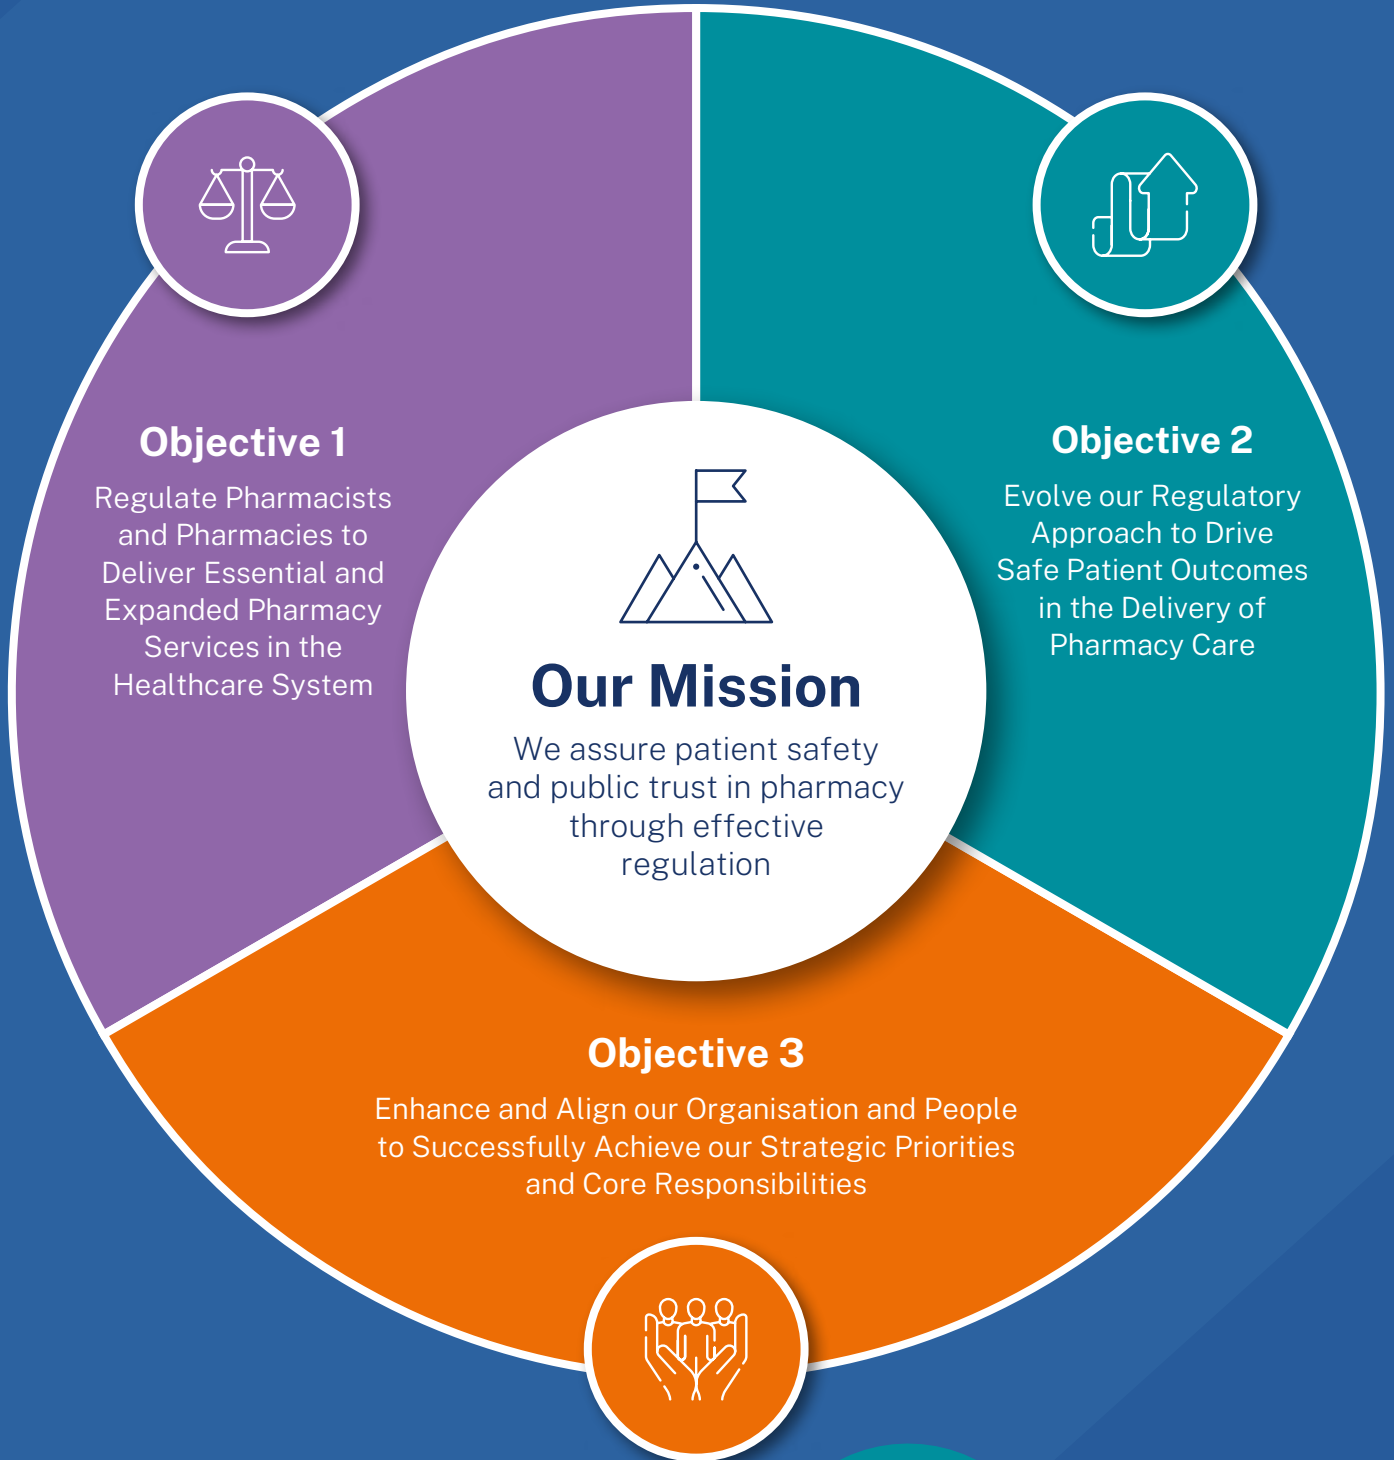 Objective 1
Regulate Pharmacists
and Pharmacies to
Deliver Essential and
Expanded Pharmacy
Services in the
Healthcare System
Objective 2
Evolve our Regulatory
Approach to Drive
Safe Patient Outcomes
in the Delivery of
Pharmacy Care
Our Mission
We assure patient safety
and public trust in pharmacy
through effective
regulation
Objective 3
Enhance and Align our Organisation and People
to Successfully Achieve our Strategic Priorities
and Core Responsibilities